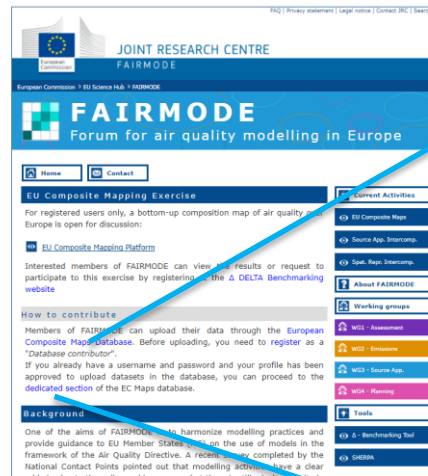 FAQ | Privacy statement | Legal notice | Contact JRC | Sear
European
Commission
JOINT RESEARCH CENTRE
FAIRMODE
European Commission > EU Science Hub > FAIRMODE
FAIRMODE
Forum for air quality modelling in Europe
Home
Contact
EU Composite Mapping Exercise
For registered users only, a bottom-up composition map of air quality over
Europe is open for discussion:
EU Composite Mapping Platform
Interested members of FAIRMODE can view the results or request to
participate to this exercise by registering at the Δ DELTA Benchmarking
website
How to contribute
Members of FAIRMODE can upload their data through the European
Composite Maps Database. Before uploading, you need to register as a
"Database contributor".
If you already have a username and password and your profile has been
approved to upload datasets in the database, you can proceed to the
dedicated section of the EC Maps database.
Background
One of the aims of FAIRMODE is to harmonize modelling practices and
provide guidance to EU Member States on the use of models in the
framework of the Air Quality Directive. A recent survey completed by the
National Contact Points pointed out that modelling activities have a clear
Current Activities
EU Composite Maps
Source App. Intercomp.
Spat. Repr. Intercomp.
About FAIRMODE
Working groups
WG1 - Assessment
WG2 - Emissions
WG3 - Source App.
WG4 - Planning
Tools
Δ - Benchmarking Tool
SHERPA